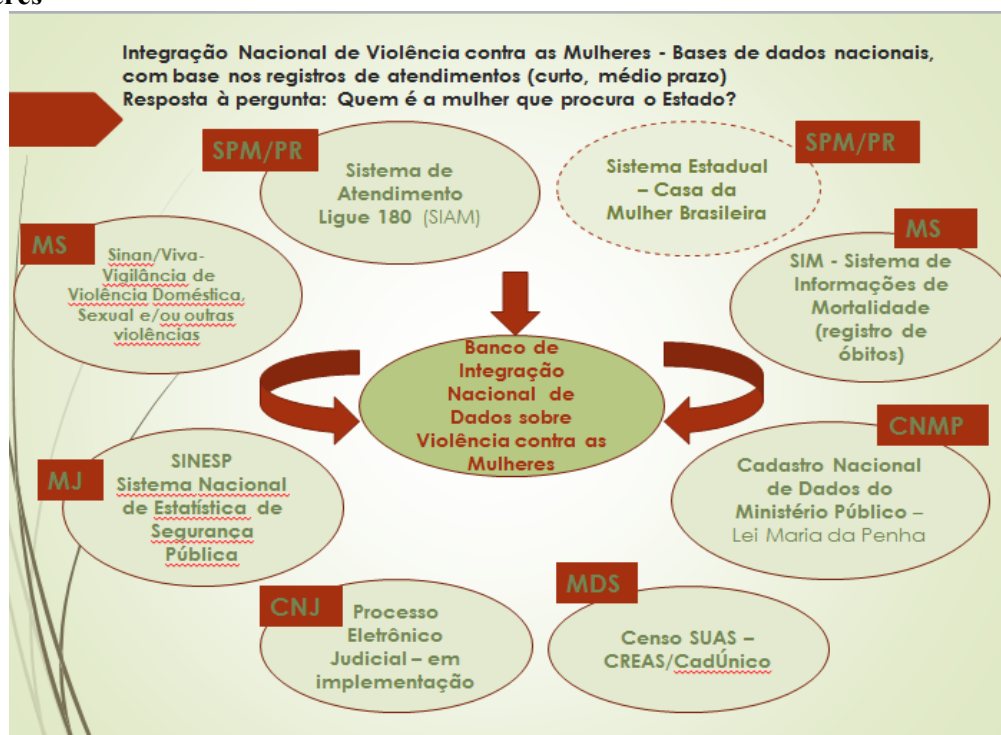 Integração Nacional de Violência contra as Mulheres - Bases de dados nacionais,
com base nos registros de atendimentos (curto, médio prazo)
Resposta à pergunta: Quem é a mulher que procura o Estado?
SPM/PR
Sistema de
Atendimento
Ligue 180 (SIAM)
SPM/PR
Sistema Estadual
– Casa da
Mulher Brasileira
MS
Sinan/Viva-
Vigilância de
Violência Doméstica,
Sexual e/ou outras
violências
MS
SIM - Sistema de
Informações de
Mortalidade
(registro de
óbitos)
Banco de
Integração
Nacional de
Dados sobre
Violência contra as
Mulheres
MJ
SINESP
Sistema Nacional
de Estatística de
Segurança
Pública
CNMP
Cadastro Nacional
de Dados do
Ministério Público –
Lei Maria da Penha
CNJ
Processo
Eletrônico
Judicial – em
implementação
MDS
Censo SUAS –
CREAS/CadÚnico